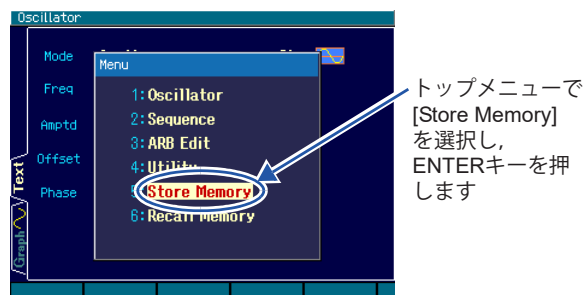 Oscillator
Mode
Freq
Amptd
Offset
Phase
Text
Graph
Menu
1:Oscillator
2:Sequence
3:ARB Edit
4:Utility
5:Store Memory
6:Recall Memory
トップメニューで
[Store Memory]
を選択し,
ENTERキーを押
します